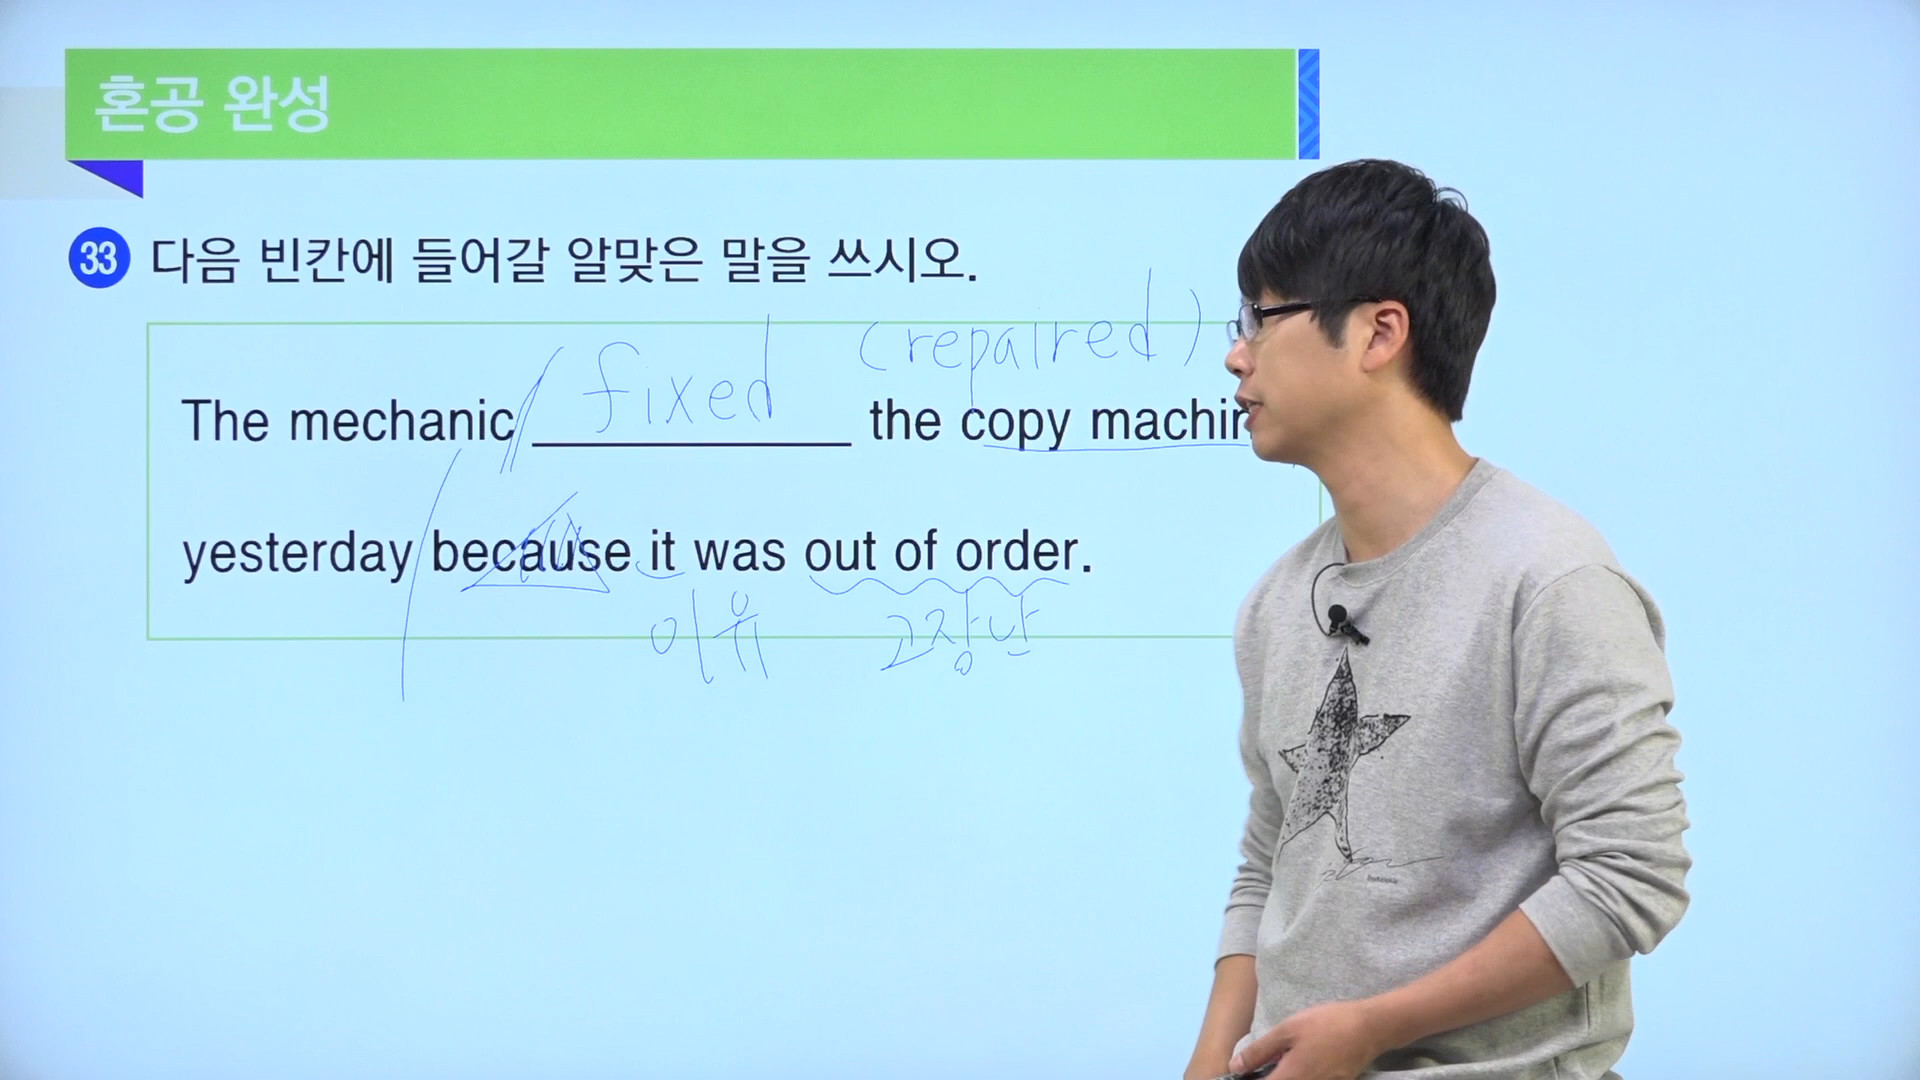 혼공 완성
33 다음 빈칸에 들어갈 알맞은 말을 쓰시오.
(repaired)
fixed
The mechanic the copy machin
yesterday because it was out of order.
이유 고장난